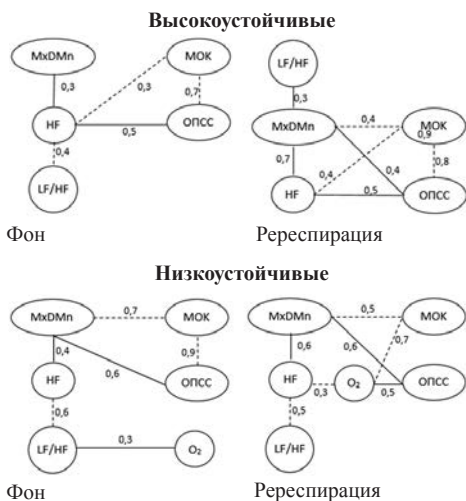 Высокоустойчивые
MxDMn
МОК
0,3
0,3
0,7
HF
0,5
ОПСС
0,4
LF/HF
Фон
LF/HF
0,3
MxDMn
0,4
МОК
0,9
0,7
0,4
0,4
0,8
HF
0,5
ОПСС
Ререспирация
Низкоустойчивые
MxDMn
0,7
МОК
0,4
0,6
0,9
HF
ОПСС
0,6
LF/HF
0,3
O₂
Фон
MxDMn
0,5
МОК
0,6
0,6
0,7
HF
0,3
O₂
0,5
ОПСС
0,5
LF/HF
Ререспирация